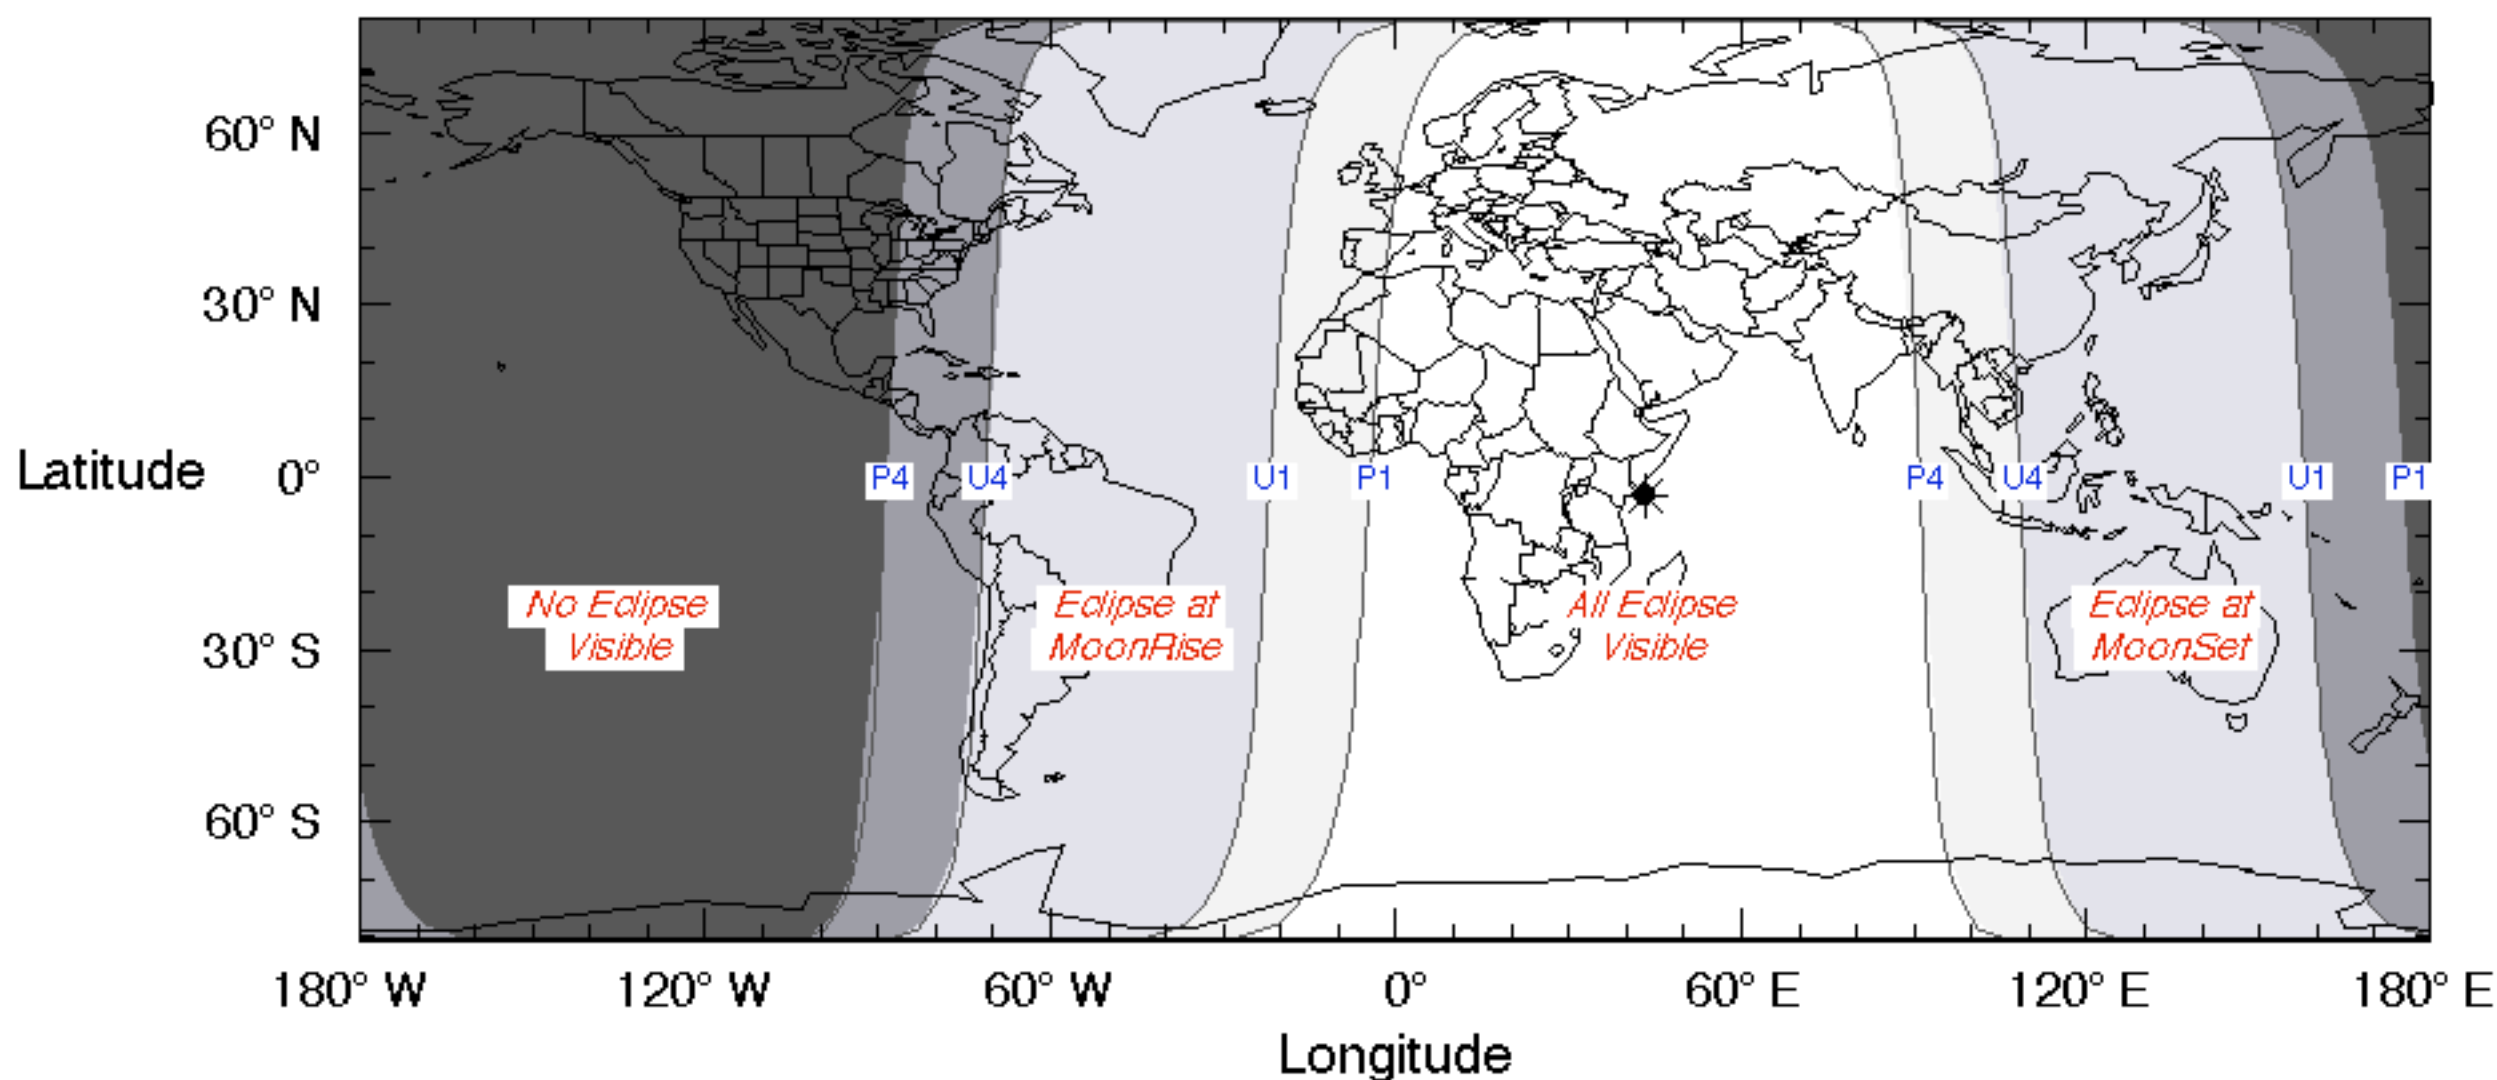 60° N
30° N
Latitude 0°
P4 U4 U1 P1 P4 U4 U1 P1
No Eclipse
Visible
Eclipse at
MoonRise
All Eclipse
Visible
Eclipse at
MoonSet
30° S
60° S
180° W 120° W 60° W 0° 60° E 120° E 180° E
Longitude